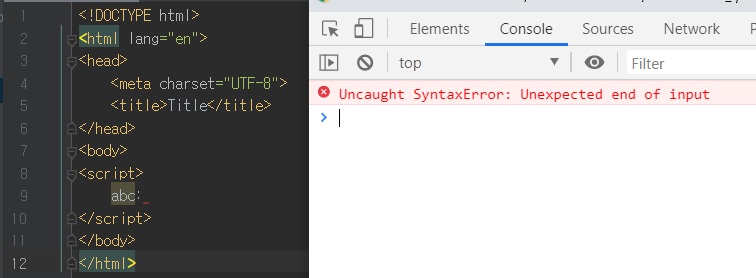 1 <!DOCTYPE html>
2 <html lang="en">
3 <head>
4 <meta charset="UTF-8">
5 <title>Title</title>
6 </head>
7 <body>
8 <script>
9 abc:
10 </script>
11 </body>
12 </html>
Elements Console Sources Network
top Filter
Uncaught SyntaxError: Unexpected end of input
>